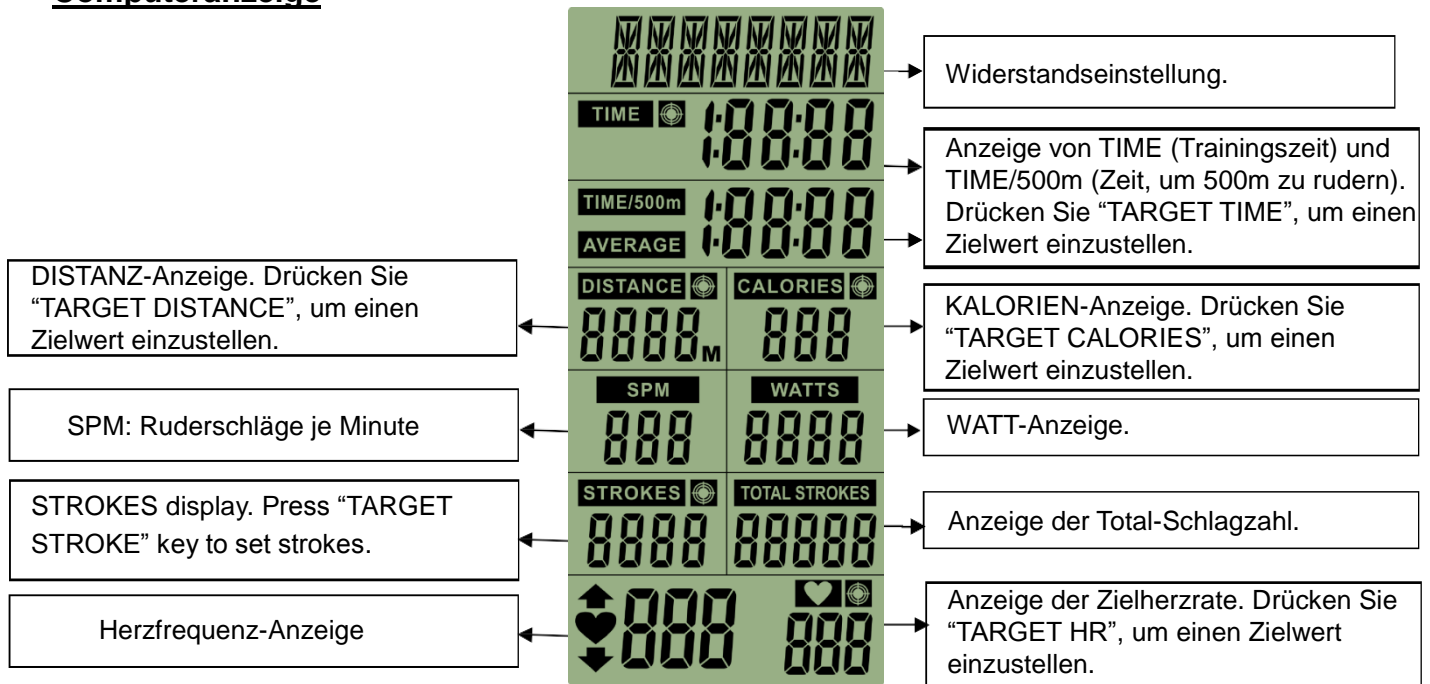 Computeranzeige
Widerstandseinstellung.
TIME 1:88:88
Anzeige von TIME (Trainingszeit) und
TIME/500m (Zeit, um 500m zu rudern).
Drücken Sie “TARGET TIME”, um einen
Zielwert einzustellen.
TIME/500m 1:88:88
AVERAGE
DISTANZ-Anzeige. Drücken Sie
“TARGET DISTANCE”, um einen
Zielwert einzustellen.
DISTANCE CALORIES
8888M 888
KALORIEN-Anzeige. Drücken Sie
“TARGET CALORIES”, um einen
Zielwert einzustellen.
SPM: Ruderschläge je Minute
SPM WATTS
888 8888
WATT-Anzeige.
STROKES display. Press “TARGET
STROKE” key to set strokes.
STROKES TOTAL STROKES
8888 88888
Anzeige der Total-Schlagzahl.
Herzfrequenz-Anzeige
888 888
Anzeige der Zielherzrate. Drücken Sie
“TARGET HR”, um einen Zielwert
einzustellen.